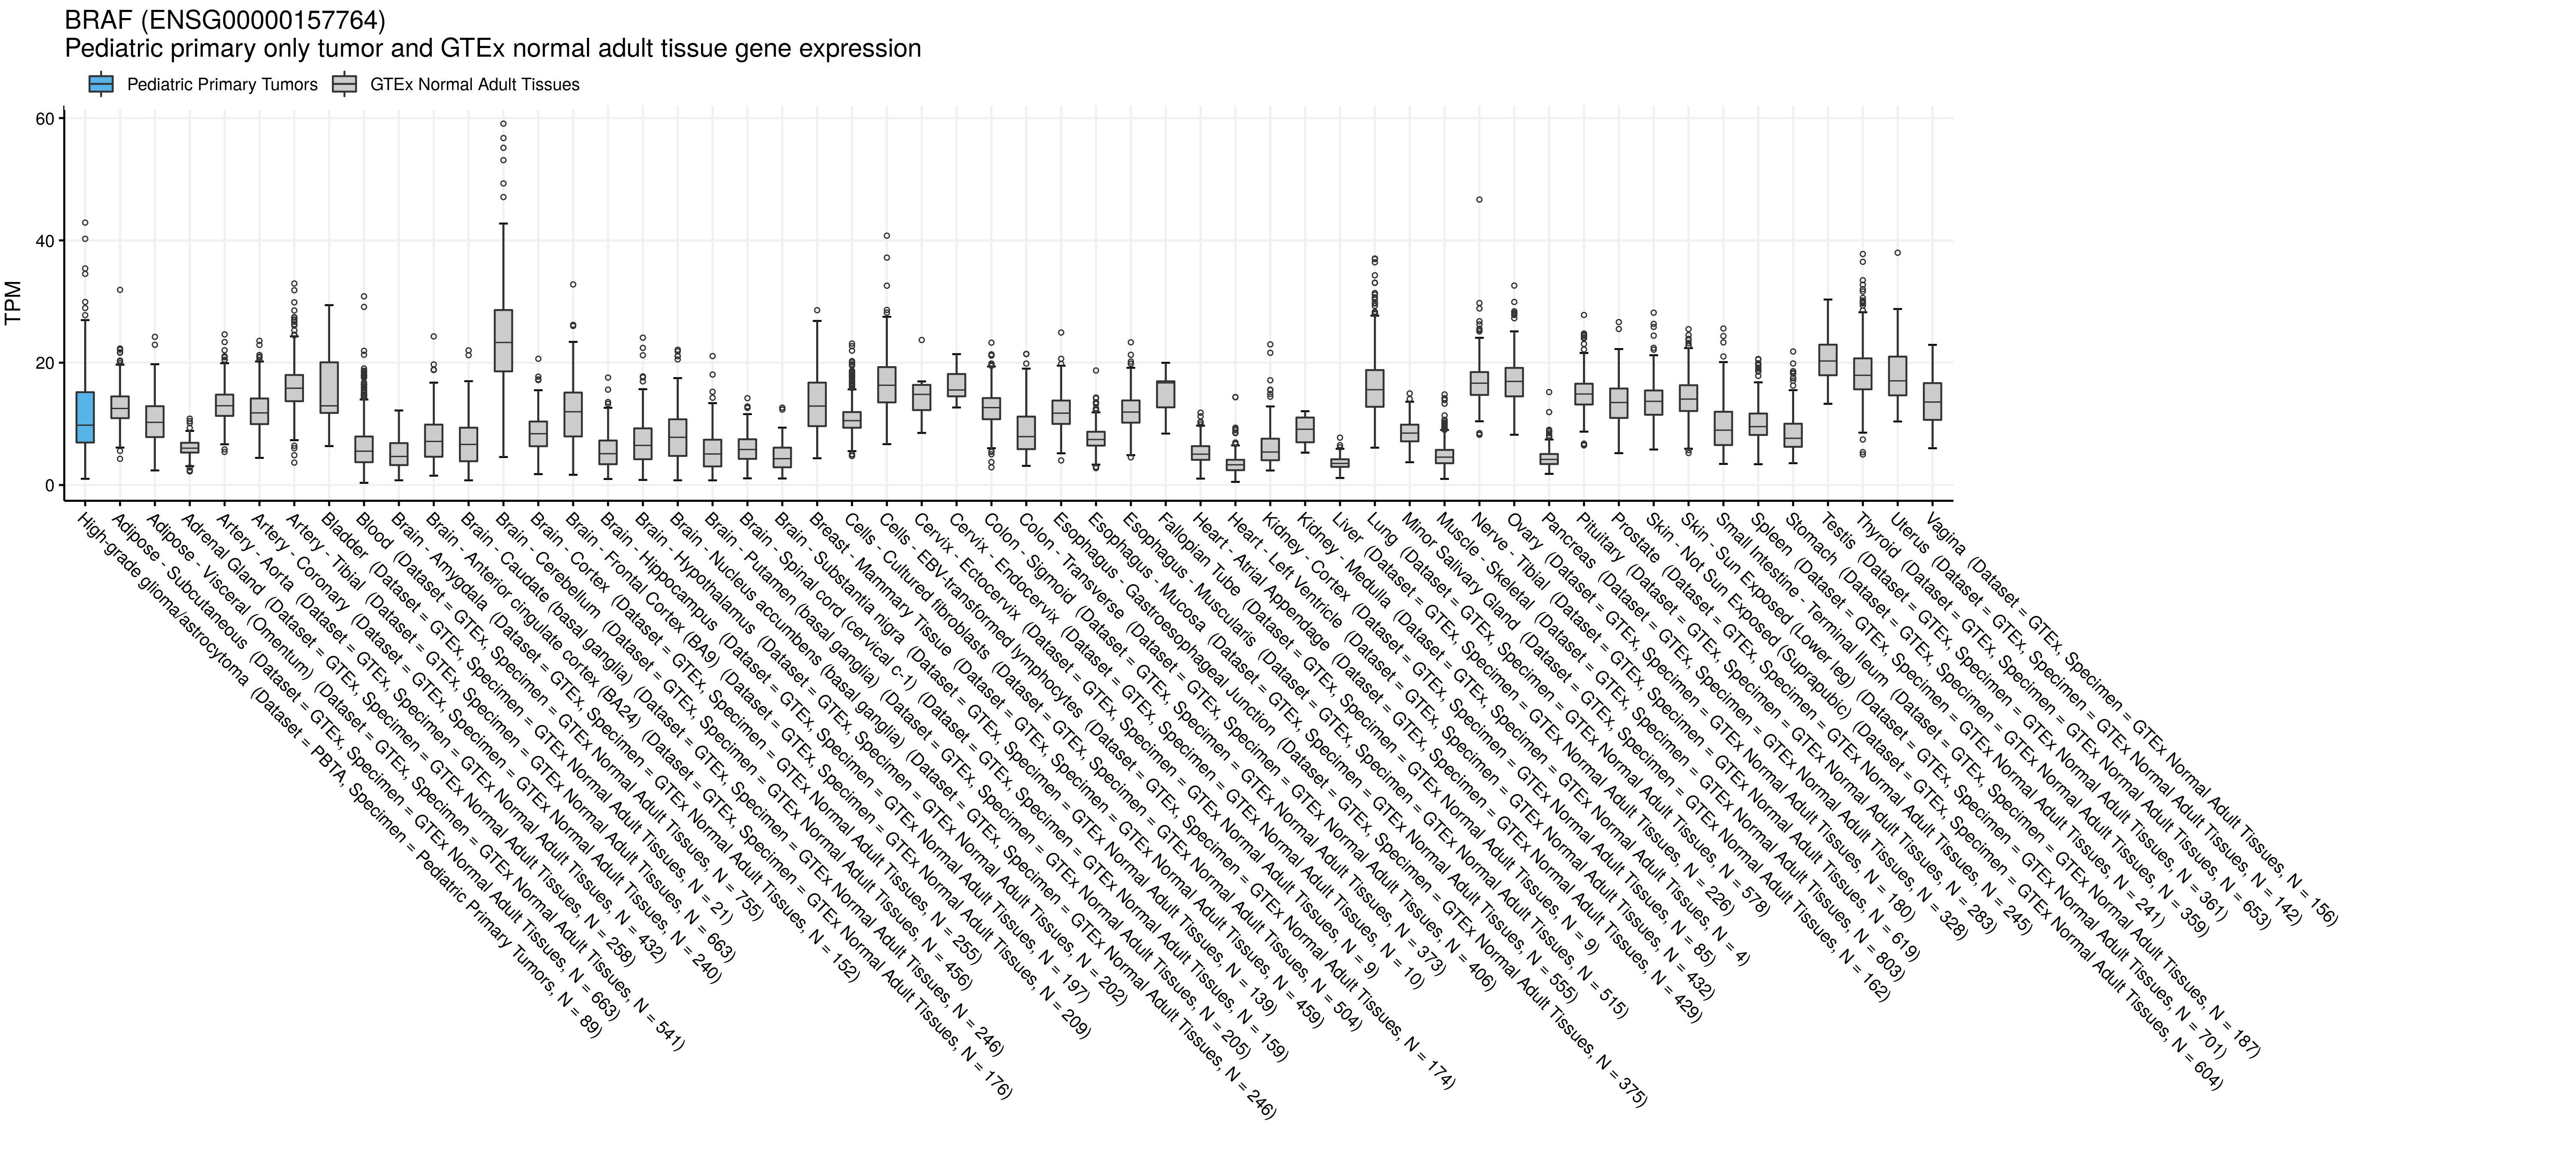 BRAF (ENSG00000157764)
Pediatric primary only tumor and GTEx normal adult tissue gene expression
Pediatric Primary Tumors
GTEx Normal Adult Tissues
TPM
60
40
20
0
High-grade glioma/astrocytoma (Dataset = PBTA, Specimen = Pediatric Primary Tumors, N = 89)
Adipose - Subcutaneous (Dataset = GTEx, Specimen = GTEx Normal Adult Tissues, N = 663)
Adipose - Visceral (Omentum) (Dataset = GTEx, Specimen = GTEx Normal Adult Tissues, N = 541)
Adrenal Gland (Dataset = GTEx, Specimen = GTEx Normal Adult Tissues, N = 258)
Artery - Aorta (Dataset = GTEx, Specimen = GTEx Normal Adult Tissues, N = 432)
Artery - Coronary (Dataset = GTEx, Specimen = GTEx Normal Adult Tissues, N = 240)
Artery - Tibial (Dataset = GTEx, Specimen = GTEx Normal Adult Tissues, N = 663)
Bladder (Dataset = GTEx, Specimen = GTEx Normal Adult Tissues, N = 21)
Blood (Dataset = GTEx, Specimen = GTEx Normal Adult Tissues, N = 755)
Brain - Amygdala (Dataset = GTEx, Specimen = GTEx Normal Adult Tissues, N = 152)
Brain - Anterior cingulate cortex (BA24) (Dataset = GTEx, Specimen = GTEx Normal Adult Tissues, N = 176)
Brain - Caudate (basal ganglia) (Dataset = GTEx, Specimen = GTEx Normal Adult Tissues, N = 246)
Brain - Cerebellum (Dataset = GTEx, Specimen = GTEx Normal Adult Tissues, N = 456)
Brain - Cortex (Dataset = GTEx, Specimen = GTEx Normal Adult Tissues, N = 255)
Brain - Frontal Cortex (BA9) (Dataset = GTEx, Specimen = GTEx Normal Adult Tissues, N = 209)
Brain - Hippocampus (Dataset = GTEx, Specimen = GTEx Normal Adult Tissues, N = 197)
Brain - Hypothalamus (Dataset = GTEx, Specimen = GTEx Normal Adult Tissues, N = 202)
Brain - Nucleus accumbens (basal ganglia) (Dataset = GTEx, Specimen = GTEx Normal Adult Tissues, N = 246)
Brain - Putamen (basal ganglia) (Dataset = GTEx, Specimen = GTEx Normal Adult Tissues, N = 205)
Brain - Spinal cord (cervical c-1) (Dataset = GTEx, Specimen = GTEx Normal Adult Tissues, N = 159)
Brain - Substantia nigra (Dataset = GTEx, Specimen = GTEx Normal Adult Tissues, N = 139)
Breast - Mammary Tissue (Dataset = GTEx, Specimen = GTEx Normal Adult Tissues, N = 459)
Cells - Cultured fibroblasts (Dataset = GTEx, Specimen = GTEx Normal Adult Tissues, N = 504)
Cells - EBV-transformed lymphocytes (Dataset = GTEx, Specimen = GTEx Normal Adult Tissues, N = 174)
Cervix - Ectocervix (Dataset = GTEx, Specimen = GTEx Normal Adult Tissues, N = 9)
Cervix - Endocervix (Dataset = GTEx, Specimen = GTEx Normal Adult Tissues, N = 10)
Colon - Sigmoid (Dataset = GTEx, Specimen = GTEx Normal Adult Tissues, N = 373)
Colon - Transverse (Dataset = GTEx, Specimen = GTEx Normal Adult Tissues, N = 406)
Esophagus - Gastroesophageal Junction (Dataset = GTEx, Specimen = GTEx Normal Adult Tissues, N = 375)
Esophagus - Mucosa (Dataset = GTEx, Specimen = GTEx Normal Adult Tissues, N = 555)
Esophagus - Muscularis (Dataset = GTEx, Specimen = GTEx Normal Adult Tissues, N = 515)
Fallopian Tube (Dataset = GTEx, Specimen = GTEx Normal Adult Tissues, N = 9)
Heart - Atrial Appendage (Dataset = GTEx, Specimen = GTEx Normal Adult Tissues, N = 429)
Heart - Left Ventricle (Dataset = GTEx, Specimen = GTEx Normal Adult Tissues, N = 432)
Kidney - Cortex (Dataset = GTEx, Specimen = GTEx Normal Adult Tissues, N = 85)
Kidney - Medulla (Dataset = GTEx, Specimen = GTEx Normal Adult Tissues, N = 4)
Liver (Dataset = GTEx, Specimen = GTEx Normal Adult Tissues, N = 226)
Lung (Dataset = GTEx, Specimen = GTEx Normal Adult Tissues, N = 578)
Minor Salivary Gland (Dataset = GTEx, Specimen = GTEx Normal Adult Tissues, N = 162)
Muscle - Skeletal (Dataset = GTEx, Specimen = GTEx Normal Adult Tissues, N = 803)
Nerve - Tibial (Dataset = GTEx, Specimen = GTEx Normal Adult Tissues, N = 619)
Ovary (Dataset = GTEx, Specimen = GTEx Normal Adult Tissues, N = 180)
Pancreas (Dataset = GTEx, Specimen = GTEx Normal Adult Tissues, N = 328)
Pituitary (Dataset = GTEx, Specimen = GTEx Normal Adult Tissues, N = 283)
Prostate (Dataset = GTEx, Specimen = GTEx Normal Adult Tissues, N = 245)
Skin - Not Sun Exposed (Suprapubic) (Dataset = GTEx, Specimen = GTEx Normal Adult Tissues, N = 604)
Skin - Sun Exposed (Lower leg) (Dataset = GTEx, Specimen = GTEx Normal Adult Tissues, N = 701)
Small Intestine - Terminal Ileum (Dataset = GTEx, Specimen = GTEx Normal Adult Tissues, N = 187)
Spleen (Dataset = GTEx, Specimen = GTEx Normal Adult Tissues, N = 241)
Stomach (Dataset = GTEx, Specimen = GTEx Normal Adult Tissues, N = 359)
Testis (Dataset = GTEx, Specimen = GTEx Normal Adult Tissues, N = 361)
Thyroid (Dataset = GTEx, Specimen = GTEx Normal Adult Tissues, N = 653)
Uterus (Dataset = GTEx, Specimen = GTEx Normal Adult Tissues, N = 142)
Vagina (Dataset = GTEx, Specimen = GTEx Normal Adult Tissues, N = 156)